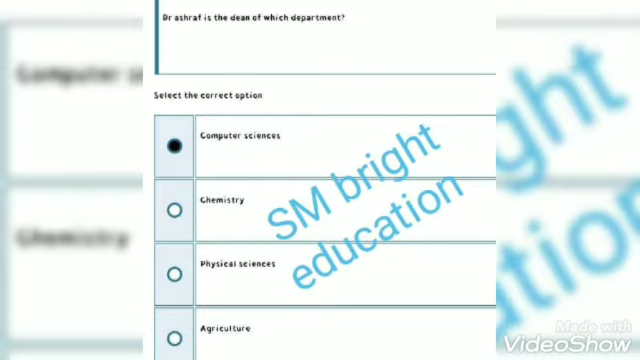 Dr ashraf is the dean of which department?
Select the correct option
Computer sciences
Chemistry
Physical sciences
Agriculture
SM bright
education
Made with
VideoShow